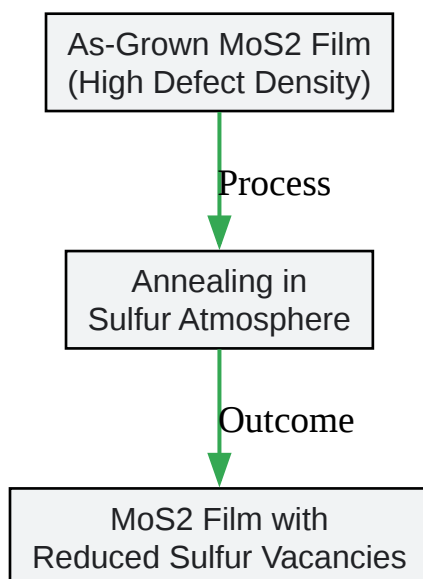 As-Grown MoS2 Film
(High Defect Density)
Process
Annealing in
Sulfur Atmosphere
Outcome
MoS2 Film with
Reduced Sulfur Vacancies